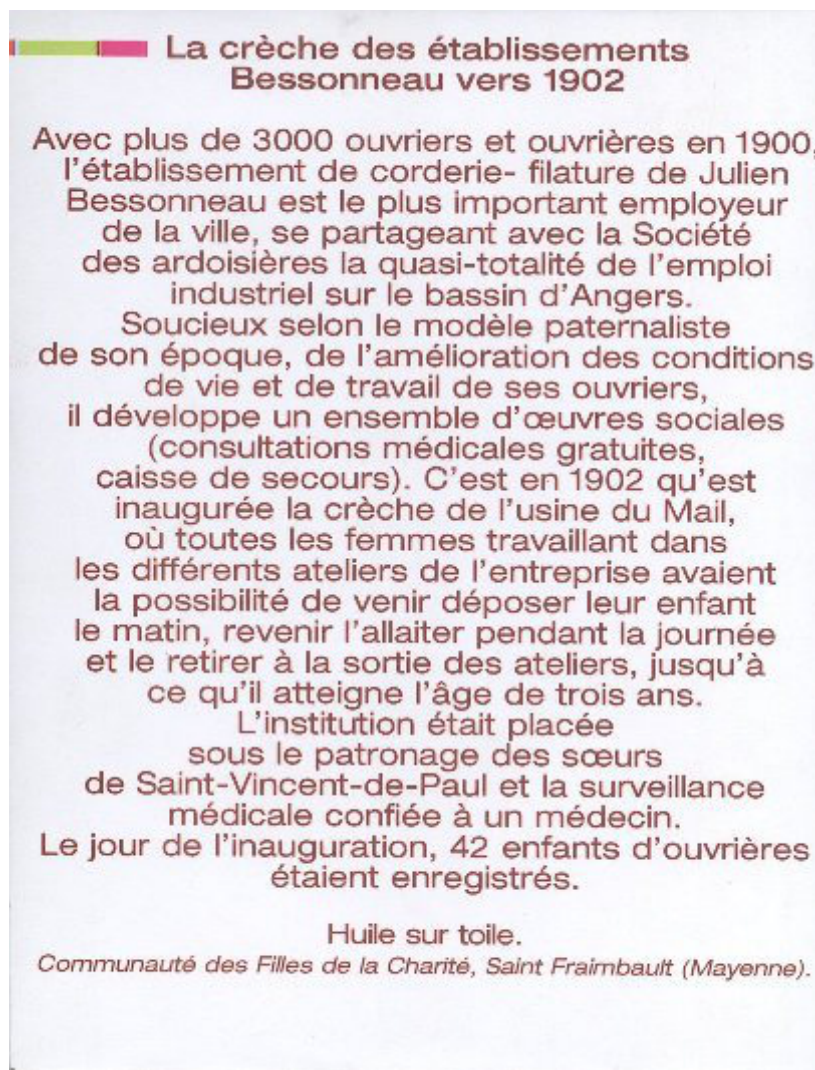 La crèche des établissements
Bessonneau vers 1902
Avec plus de 3000 ouvriers et ouvrières en 1900,
l'établissement de corderie- filature de Julien
Bessonneau est le plus important employeur
de la ville, se partageant avec la Société
des ardoisières la quasi-totalité de l'emploi
industriel sur le bassin d'Angers.
Soucieux selon le modèle paternaliste
de son époque, de l'amélioration des conditions
de vie et de travail de ses ouvriers,
il développe un ensemble d'œuvres sociales
(consultations médicales gratuites,
caisse de secours). C'est en 1902 qu'est
inaugurée la crèche de l'usine du Mail,
où toutes les femmes travaillant dans
les différents ateliers de l'entreprise avaient
la possibilité de venir déposer leur enfant
le matin, revenir l'allaiter pendant la journée
et le retirer à la sortie des ateliers, jusqu'à
ce qu'il atteigne l'âge de trois ans.
L'institution était placée
sous le patronage des sœurs
de Saint-Vincent-de-Paul et la surveillance
médicale confiée à un médecin.
Le jour de l'inauguration, 42 enfants d'ouvrières
étaient enregistrés.
Huile sur toile.
Communauté des Filles de la Charité, Saint Fraimbault (Mayenne).